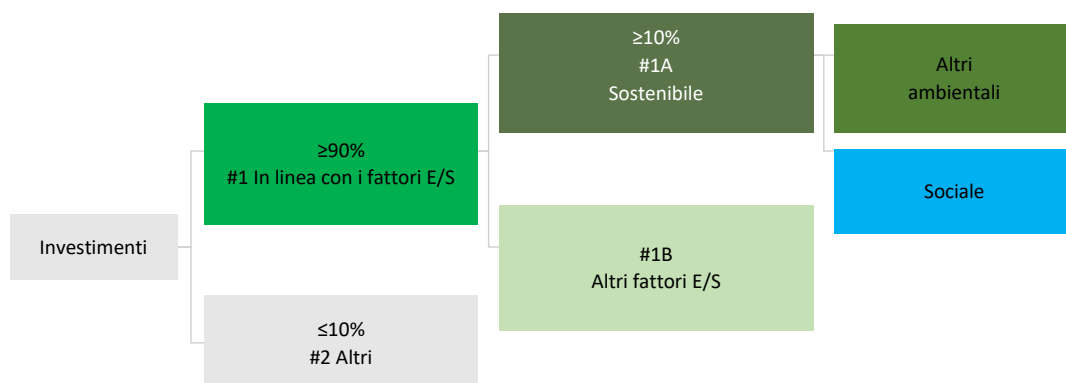 Investimenti
≥90%
#1 In linea con i fattori E/S
≤10%
#2 Altri
≥10%
#1A
Sostenibile
#1B
Altri fattori E/S
Altri
ambientali
Sociale